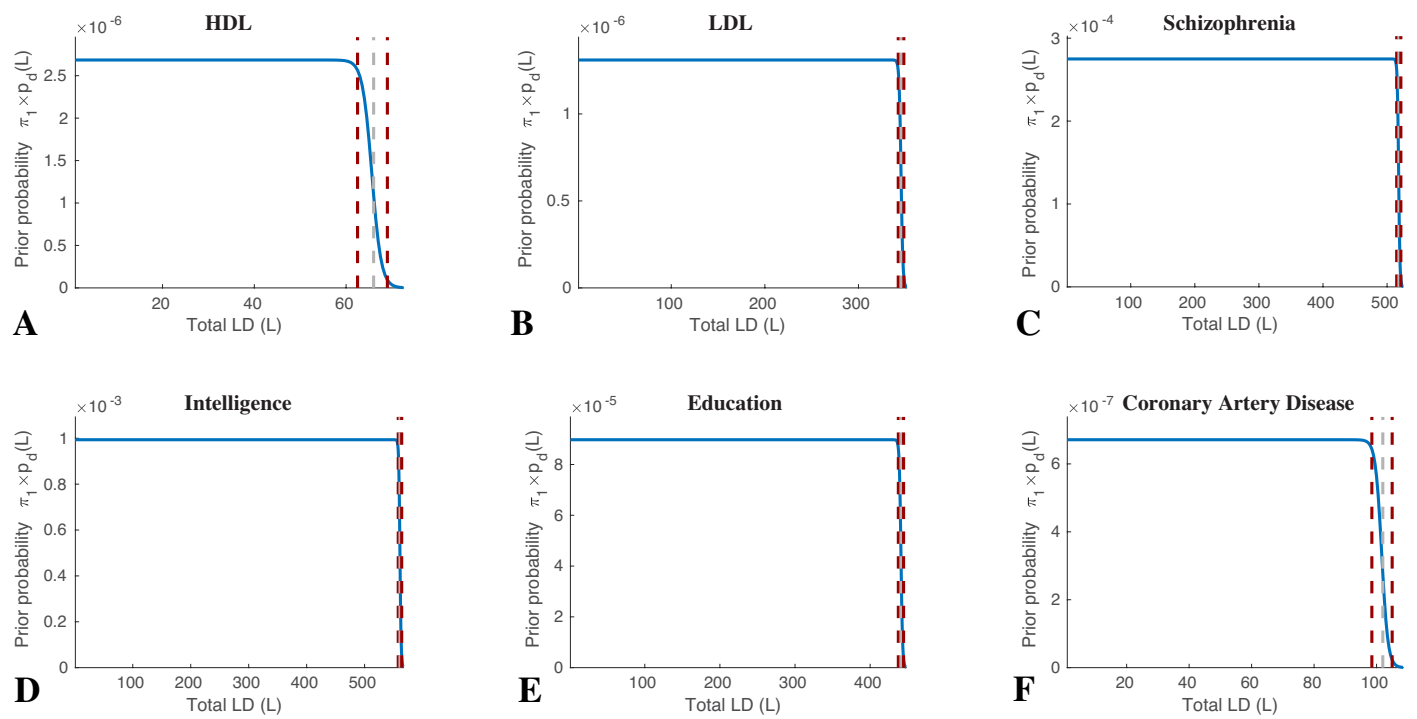 HDL
×10⁻⁶
Prior probability π₁×p_d(L)
2.5
2
1.5
1
0.5
0
20 40 60
Total LD (L)
A
LDL
×10⁻⁶
Prior probability π₁×p_d(L)
1
0.5
0
100 200 300
Total LD (L)
B
Schizophrenia
×10⁻⁴
Prior probability π₁×p_d(L)
3
2
1
0
100 200 300 400 500
Total LD (L)
C
Intelligence
×10⁻³
Prior probability π₁×p_d(L)
1
0.8
0.6
0.4
0.2
0
100 200 300 400 500
Total LD (L)
D
Education
×10⁻⁵
Prior probability π₁×p_d(L)
8
6
4
2
0
100 200 300 400
Total LD (L)
E
Coronary Artery Disease
×10⁻⁷
Prior probability π₁×p_d(L)
6
4
2
0
20 40 60 80 100
Total LD (L)
F